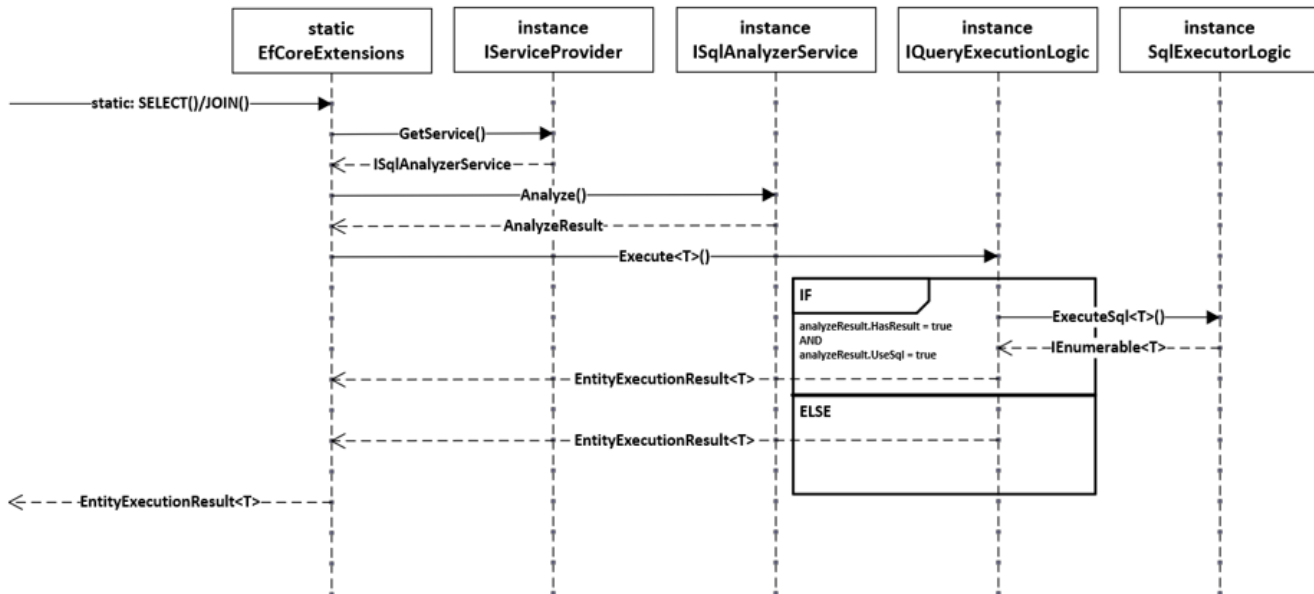 static
EfCoreExtensions
instance
IServiceProvider
instance
ISqlAnalyzerService
instance
IQueryExecutionLogic
instance
SqlExecutorLogic
static: SELECT()/JOIN()
GetService()
ISqlAnalyzerService
Analyze()
AnalyzeResult
Execute<T>()
IF
analyzeResult.HasResult = true
AND
analyzeResult.UseSql = true
ExecuteSql<T>()
IEnumerable<T>
EntityExecutionResult<T>
ELSE
EntityExecutionResult<T>
EntityExecutionResult<T>